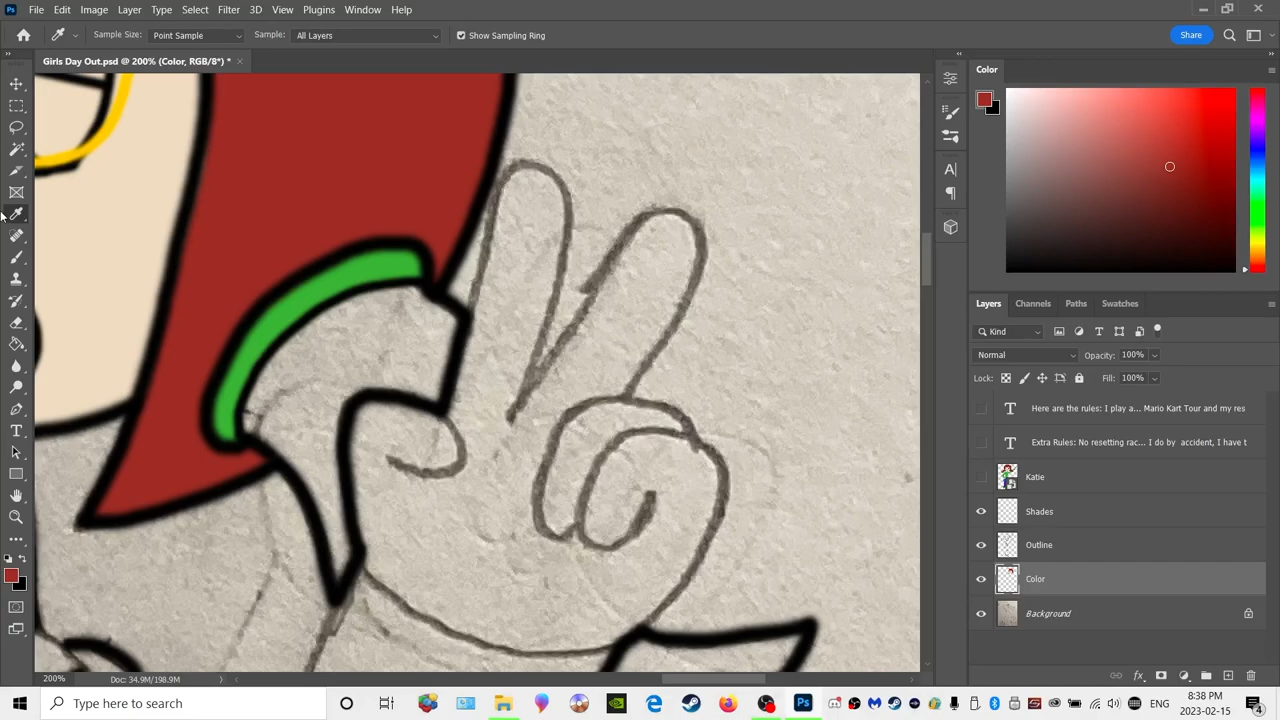 Ps File Edit Image Layer Type Select Filter 3D View Plugins Window Help
Sample Size: Point Sample Sample: All Layers Show Sampling Ring Share
Girls Day Out.psd @ 200% (Color, RGB/8*) * ×
Color
Layers Channels Paths Swatches
Kind
Normal Opacity: 100%
Lock: Fill: 100%
Here are the rules: I play a... Mario Kart Tour and my res
Extra Rules: No resetting rac... I do by accident, I have t
Katie
Shades
Outline
Color
Background
200% Doc: 34.9M/198.9M
Type here to search
Ps
ENG
8:38 PM
2023-02-15
4